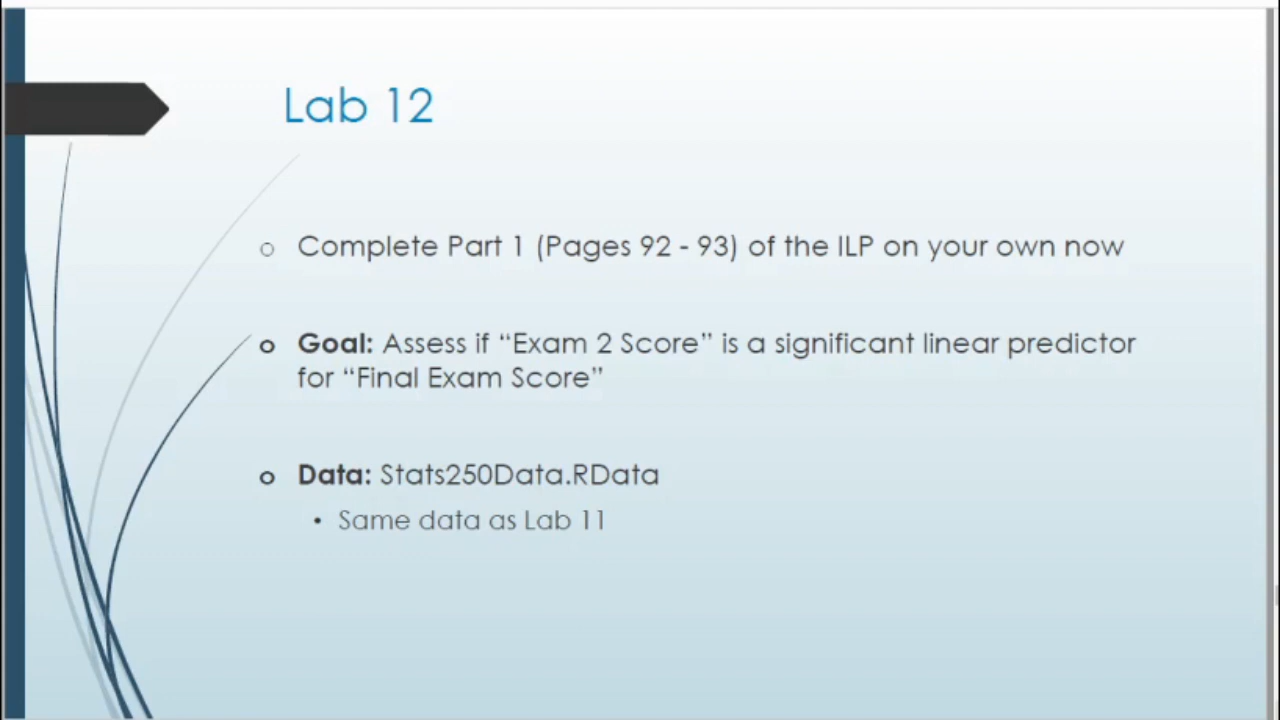 Lab 12
Complete Part 1 (Pages 92 - 93) of the ILP on your own now
Goal: Assess if “Exam 2 Score” is a significant linear predictor
for “Final Exam Score”
Data: Stats250Data.RData
Same data as Lab 11